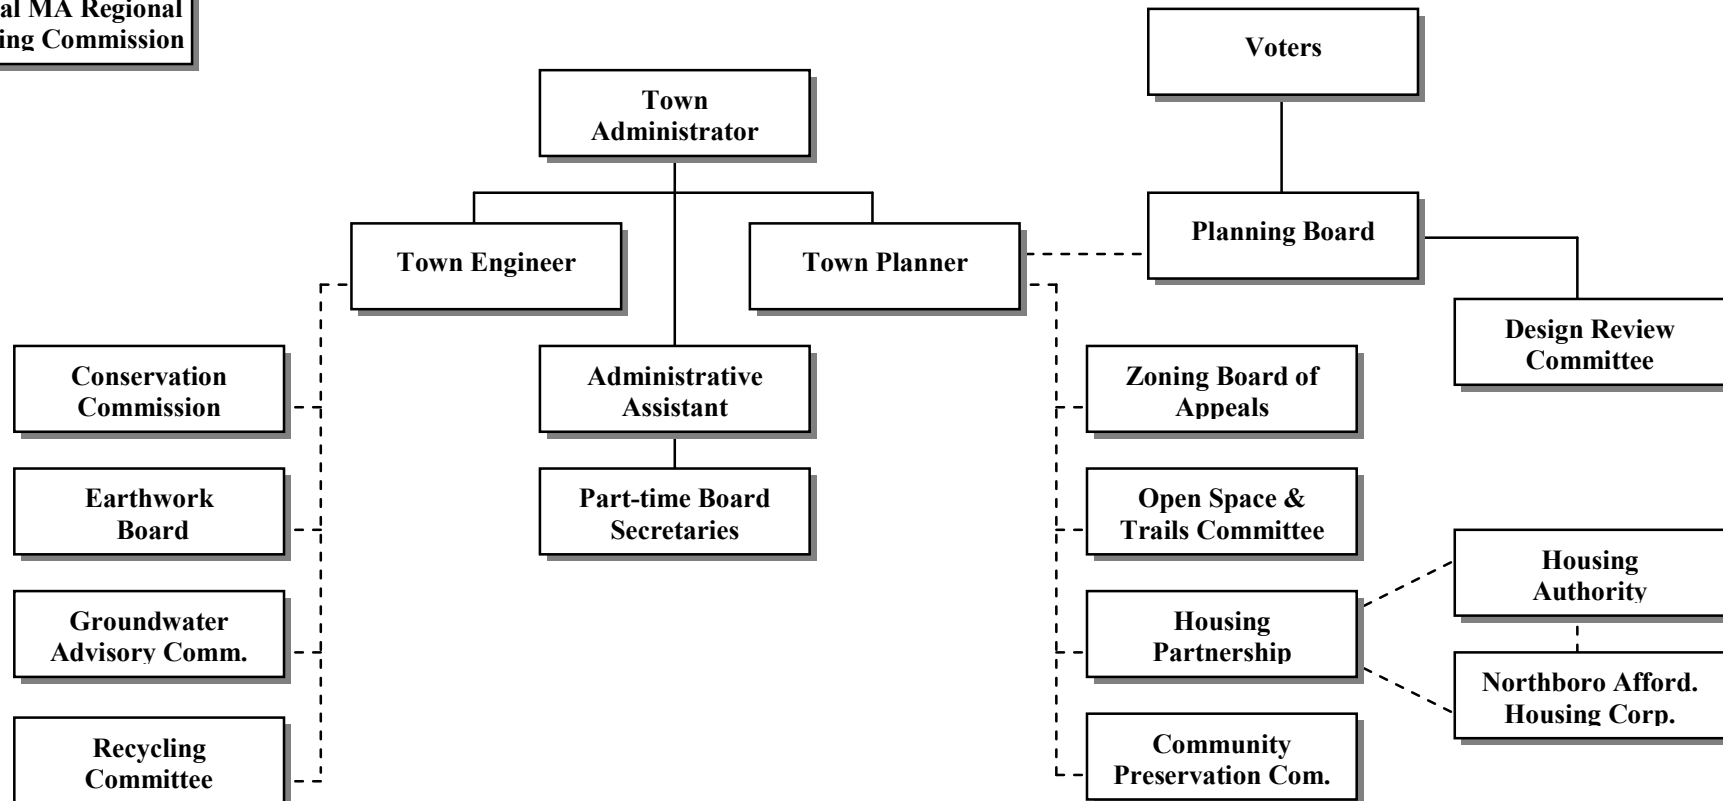 al MA Regional
ing Commission
Voters
Town
Administrator
Planning Board
Town Engineer
Town Planner
Design Review
Committee
Conservation
Commission
Administrative
Assistant
Zoning Board of
Appeals
Earthwork
Board
Part-time Board
Secretaries
Open Space &
Trails Committee
Housing
Authority
Groundwater
Advisory Comm.
Housing
Partnership
Northboro Afford.
Housing Corp.
Recycling
Committee
Community
Preservation Com.